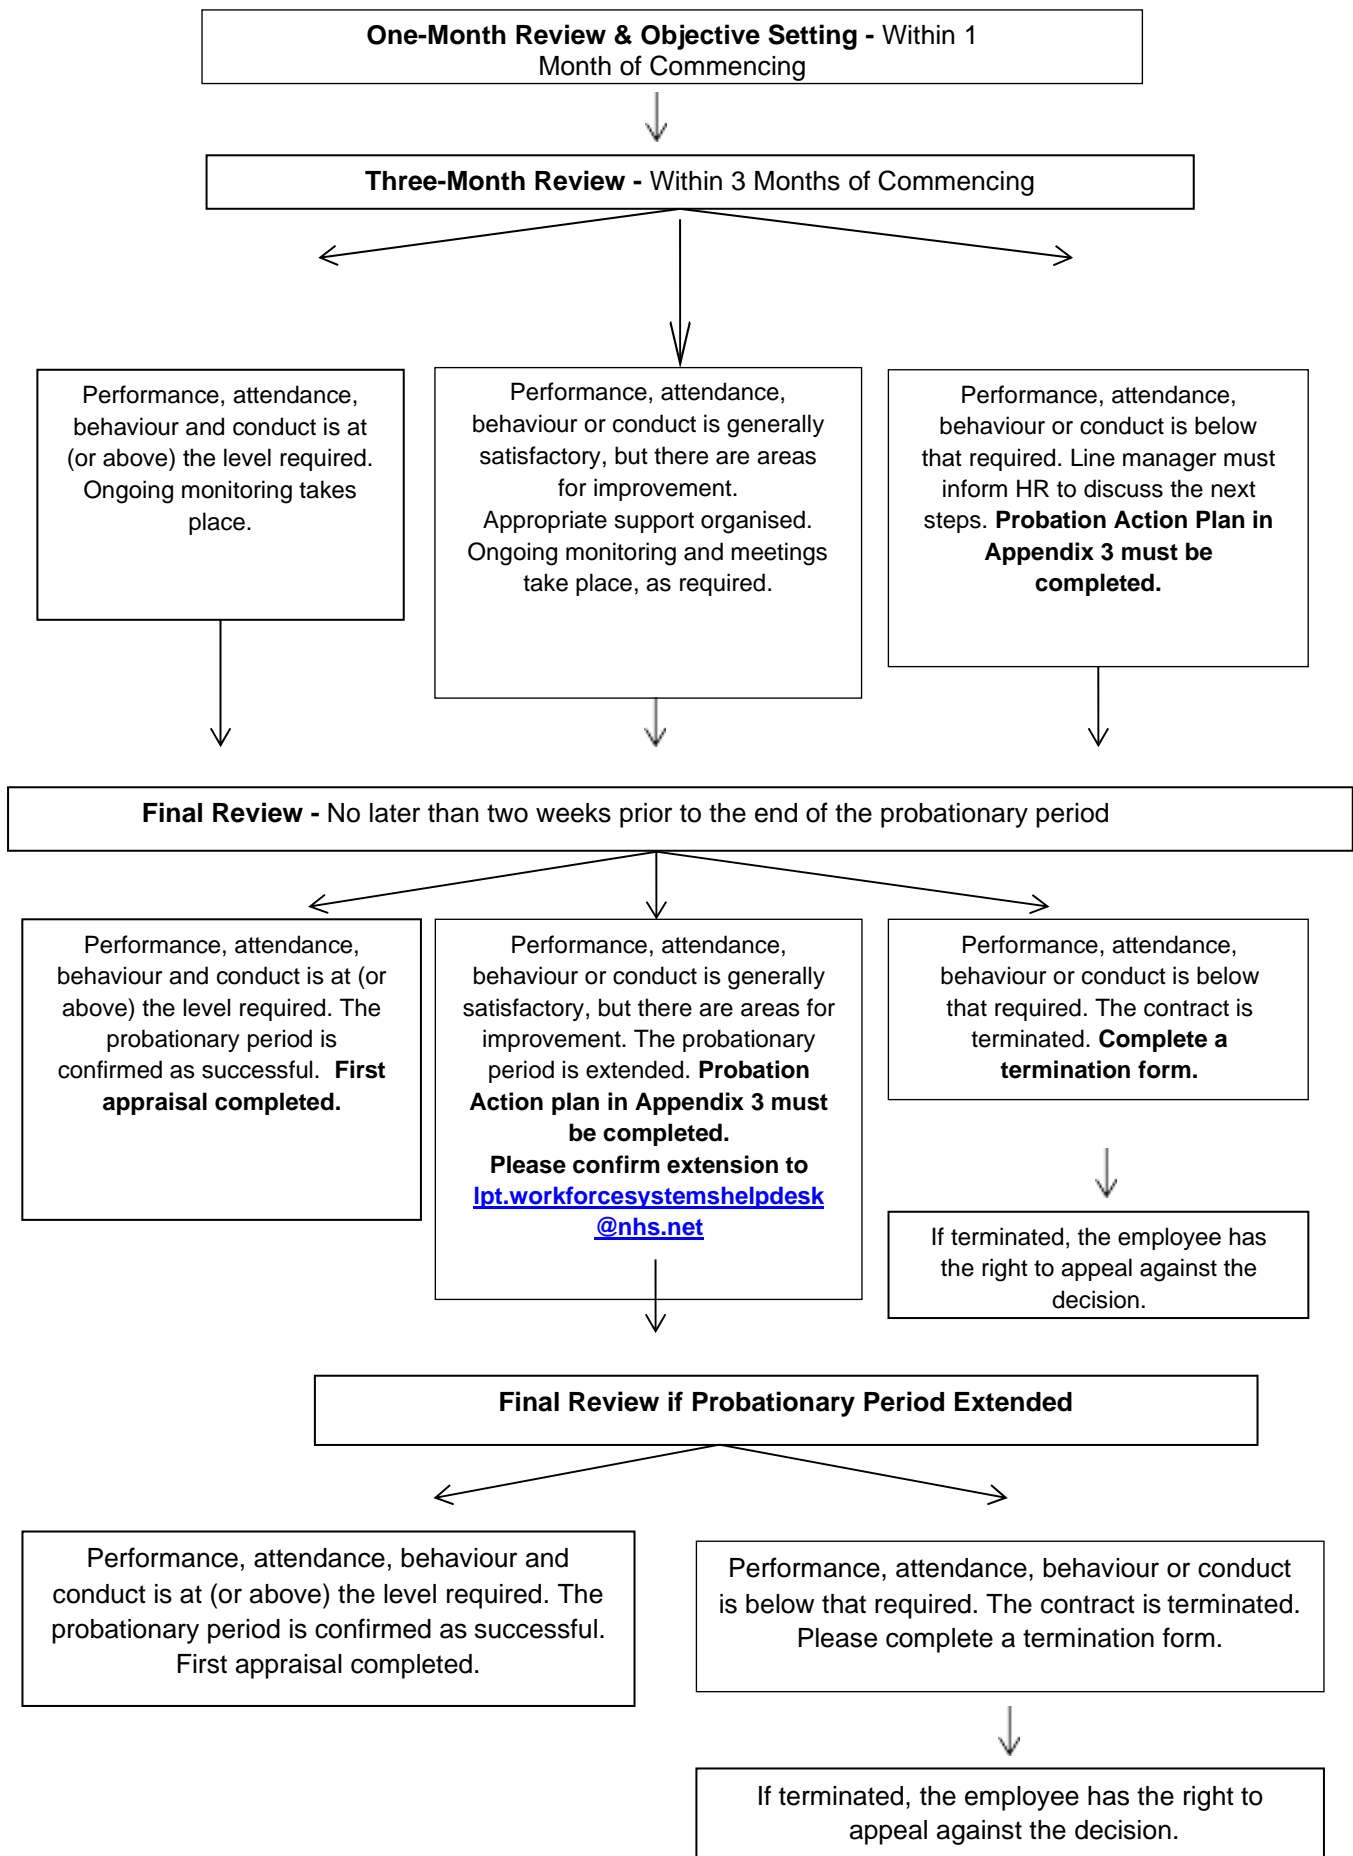 One-Month Review & Objective Setting - Within 1
Month of Commencing
Three-Month Review - Within 3 Months of Commencing
Performance, attendance,
behaviour and conduct is at
(or above) the level required.
Ongoing monitoring takes
place.
Performance, attendance,
behaviour or conduct is generally
satisfactory, but there are areas
for improvement.
Appropriate support organised.
Ongoing monitoring and meetings
take place, as required.
Performance, attendance,
behaviour or conduct is below
that required. Line manager must
inform HR to discuss the next
steps. Probation Action Plan in
Appendix 3 must be
completed.
Final Review - No later than two weeks prior to the end of the probationary period
Performance, attendance,
behaviour and conduct is at (or
above) the level required. The
probationary period is
confirmed as successful. First
appraisal completed.
Performance, attendance,
behaviour or conduct is generally
satisfactory, but there are areas for
improvement. The probationary
period is extended. Probation
Action plan in Appendix 3 must
be completed.
Please confirm extension to
lpt.workforcesystemshelpdesk
@nhs.net
Performance, attendance,
behaviour or conduct is below
that required. The contract is
terminated. Complete a
termination form.
If terminated, the employee has
the right to appeal against the
decision.
Final Review if Probationary Period Extended
Performance, attendance, behaviour and
conduct is at (or above) the level required. The
probationary period is confirmed as successful.
First appraisal completed.
Performance, attendance, behaviour or conduct
is below that required. The contract is terminated.
Please complete a termination form.
If terminated, the employee has the right to
appeal against the decision.